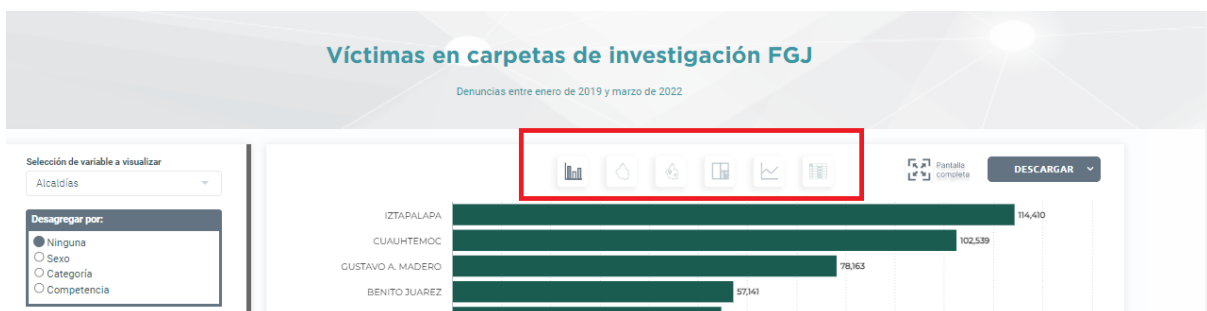 Víctimas en carpetas de investigación FGJ
Denuncias entre enero de 2019 y marzo de 2022
Selección de variable a visualizar
Alcaldías
Desagregar por:
Ninguna
Sexo
Categoría
Competencia
Pantalla
completa
DESCARGAR
IZTAPALAPA 114,410
CUAUHTEMOC 102,539
GUSTAVO A. MADERO 78,163
BENITO JUAREZ 57,141